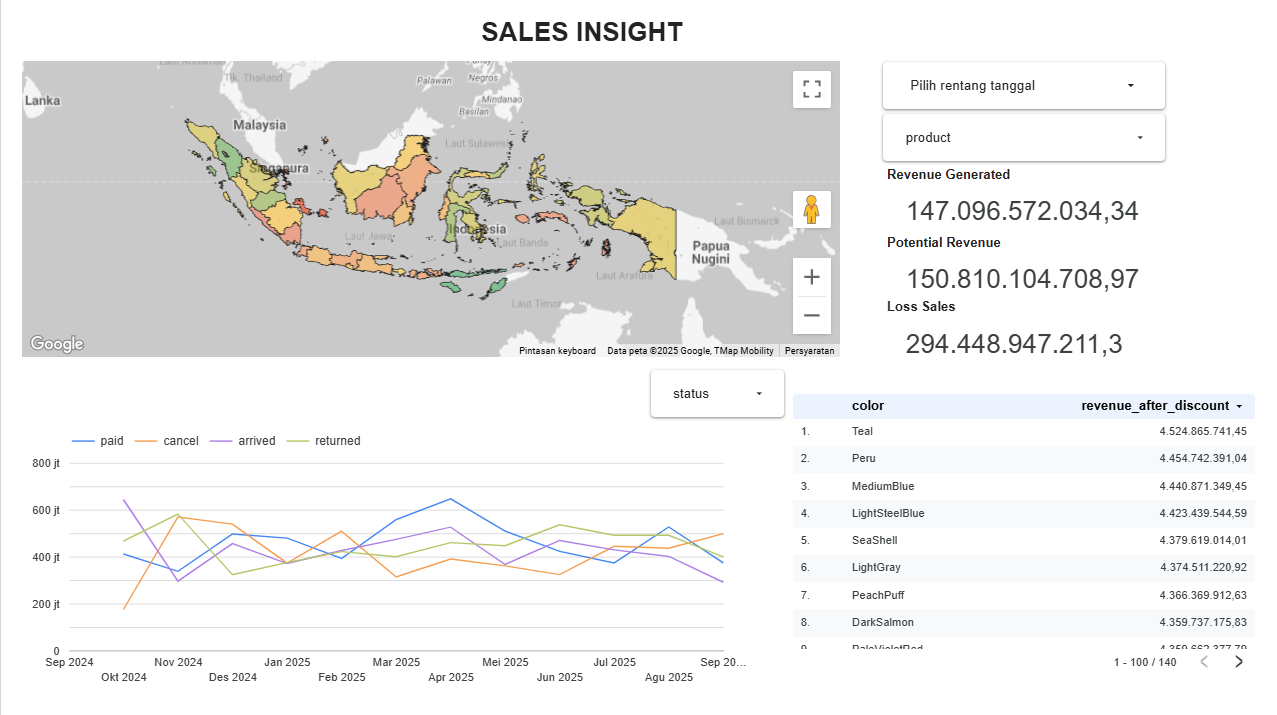 SALES INSIGHT
Laut Andaman
Tlk. Thailand
Palawan
Negros
Lanka
Mindanao
Basilan
Malaysia
Laut Sulawesi
Singapura
Laut Jawa
Indonesia
Laut Banda
Laut Bismarck
Papua
Nugini
Laut Arafura
Laut Timor
Google
Pintasan keyboard
Data peta ©2025 Google, TMap Mobility
Persyaratan
Pilih rentang tanggal
product
Revenue Generated
147.096.572.034,34
Potential Revenue
150.810.104.708,97
Loss Sales
294.448.947.211,3
status
paid cancel arrived returned
800 jt
600 jt
400 jt
200 jt
0
Sep 2024 Nov 2024 Jan 2025 Mar 2025 Mei 2025 Jul 2025 Sep 20...
Okt 2024 Des 2024 Feb 2025 Apr 2025 Jun 2025 Agu 2025
color revenue_after_discount
1. Teal 4.524.865.741,45
2. Peru 4.454.742.391,04
3. MediumBlue 4.440.871.349,45
4. LightSteelBlue 4.423.439.544,59
5. SeaShell 4.379.619.014,01
6. LightGray 4.374.511.220,92
7. PeachPuff 4.366.369.912,63
8. DarkSalmon 4.359.737.175,83
9. PaleVioletRed 4.359.662.377,79
1 - 100 / 140